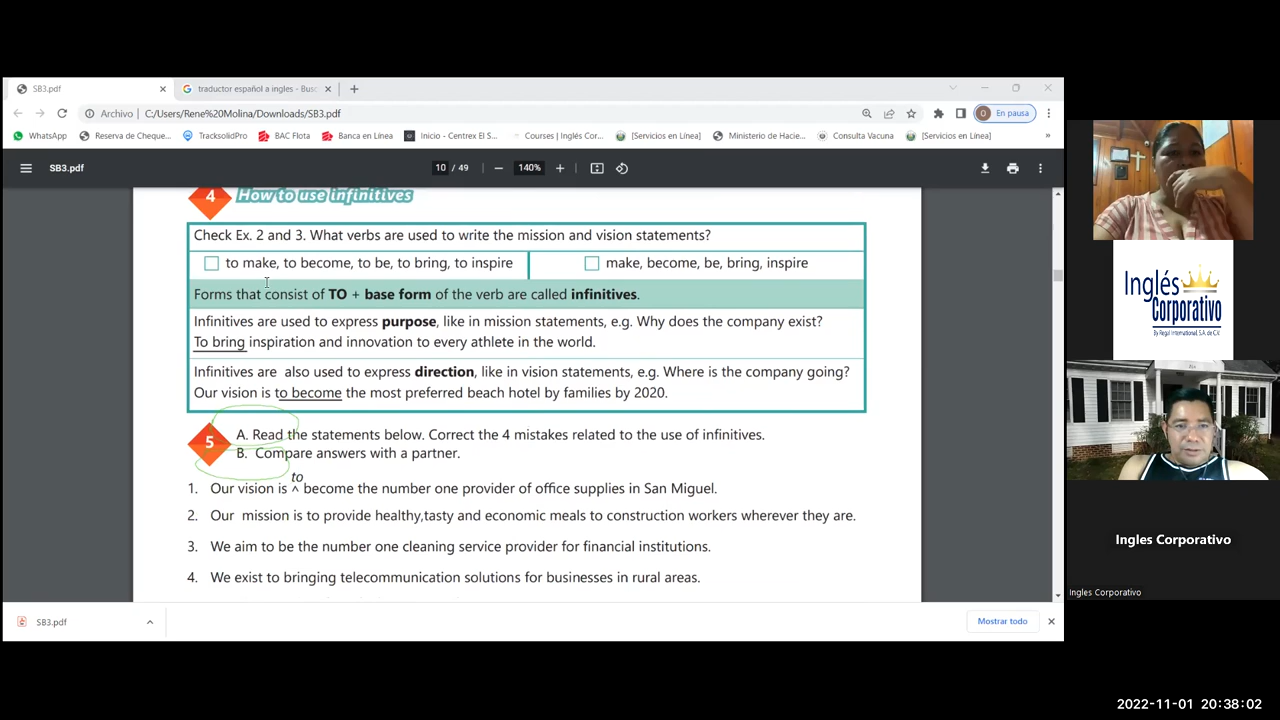 SB3.pdf
traductor español a ingles - Busc
Archivo | C:/Users/Rene%20Molina/Downloads/SB3.pdf
En pausa
WhatsApp
Reserva de Cheque...
TracksolidPro
BAC Flota
Banca en Línea
Inicio - Centrex El S...
Courses | Inglés Cor...
[Servicios en Línea]
Ministerio de Hacie...
Consulta Vacuna
[Servicios en Línea]
SB3.pdf
10 / 49
140%
4 How to use infinitives
Check Ex. 2 and 3. What verbs are used to write the mission and vision statements?
to make, to become, to be, to bring, to inspire
make, become, be, bring, inspire
Forms that consist of TO + base form of the verb are called infinitives.
Infinitives are used to express purpose, like in mission statements, e.g. Why does the company exist?
To bring inspiration and innovation to every athlete in the world.
Infinitives are also used to express direction, like in vision statements, e.g. Where is the company going?
Our vision is to become the most preferred beach hotel by families by 2020.
5
A. Read the statements below. Correct the 4 mistakes related to the use of infinitives.
B. Compare answers with a partner.
to
1. Our vision is ^ become the number one provider of office supplies in San Miguel.
2. Our mission is to provide healthy,tasty and economic meals to construction workers wherever they are.
3. We aim to be the number one cleaning service provider for financial institutions.
4. We exist to bringing telecommunication solutions for businesses in rural areas.
SB3.pdf
Mostrar todo
Inglés
Corporativo
By Regal International, S.A. de C.V.
Ingles Corporativo
Ingles Corporativo
2022-11-01 20:38:02